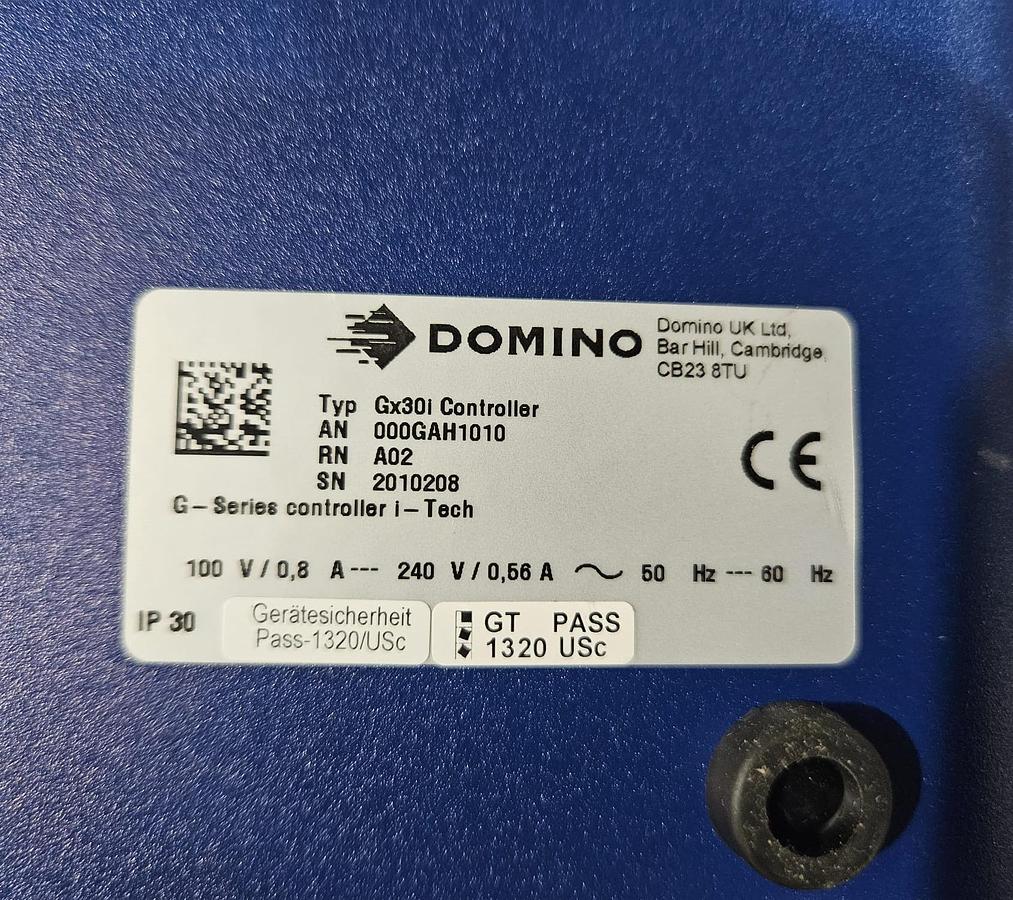 DOMINO
Domino UK Ltd,
Bar Hill, Cambridge,
CB23 8TU
Typ Gx30i Controller
AN 000GAH1010
RN A02
SN 2010208
G-Series controller i-Tech
CE
100 V / 0,8 A --- 240 V / 0,56 A ~ 50 Hz --- 60 Hz
IP 30
Gerätesicherheit
Pass-1320/USc
GT PASS
1320 USc